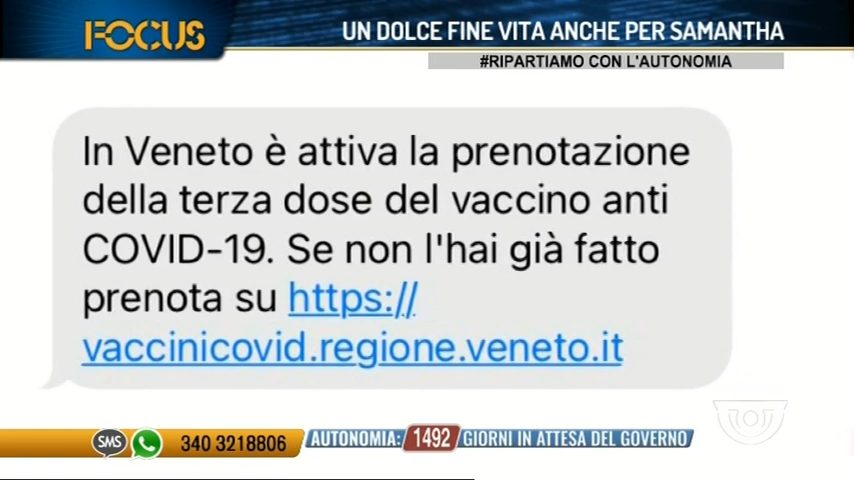 FOCUS
UN DOLCE FINE VITA ANCHE PER SAMANTHA
#RIPARTIAMO CON L'AUTONOMIA
In Veneto è attiva la prenotazione
della terza dose del vaccino anti
COVID-19. Se non l'hai già fatto
prenota su https://
vaccinicovid.regione.veneto.it
SMS 340 3218806 AUTONOMIA: 1492 GIORNI IN ATTESA DEL GOVERNO